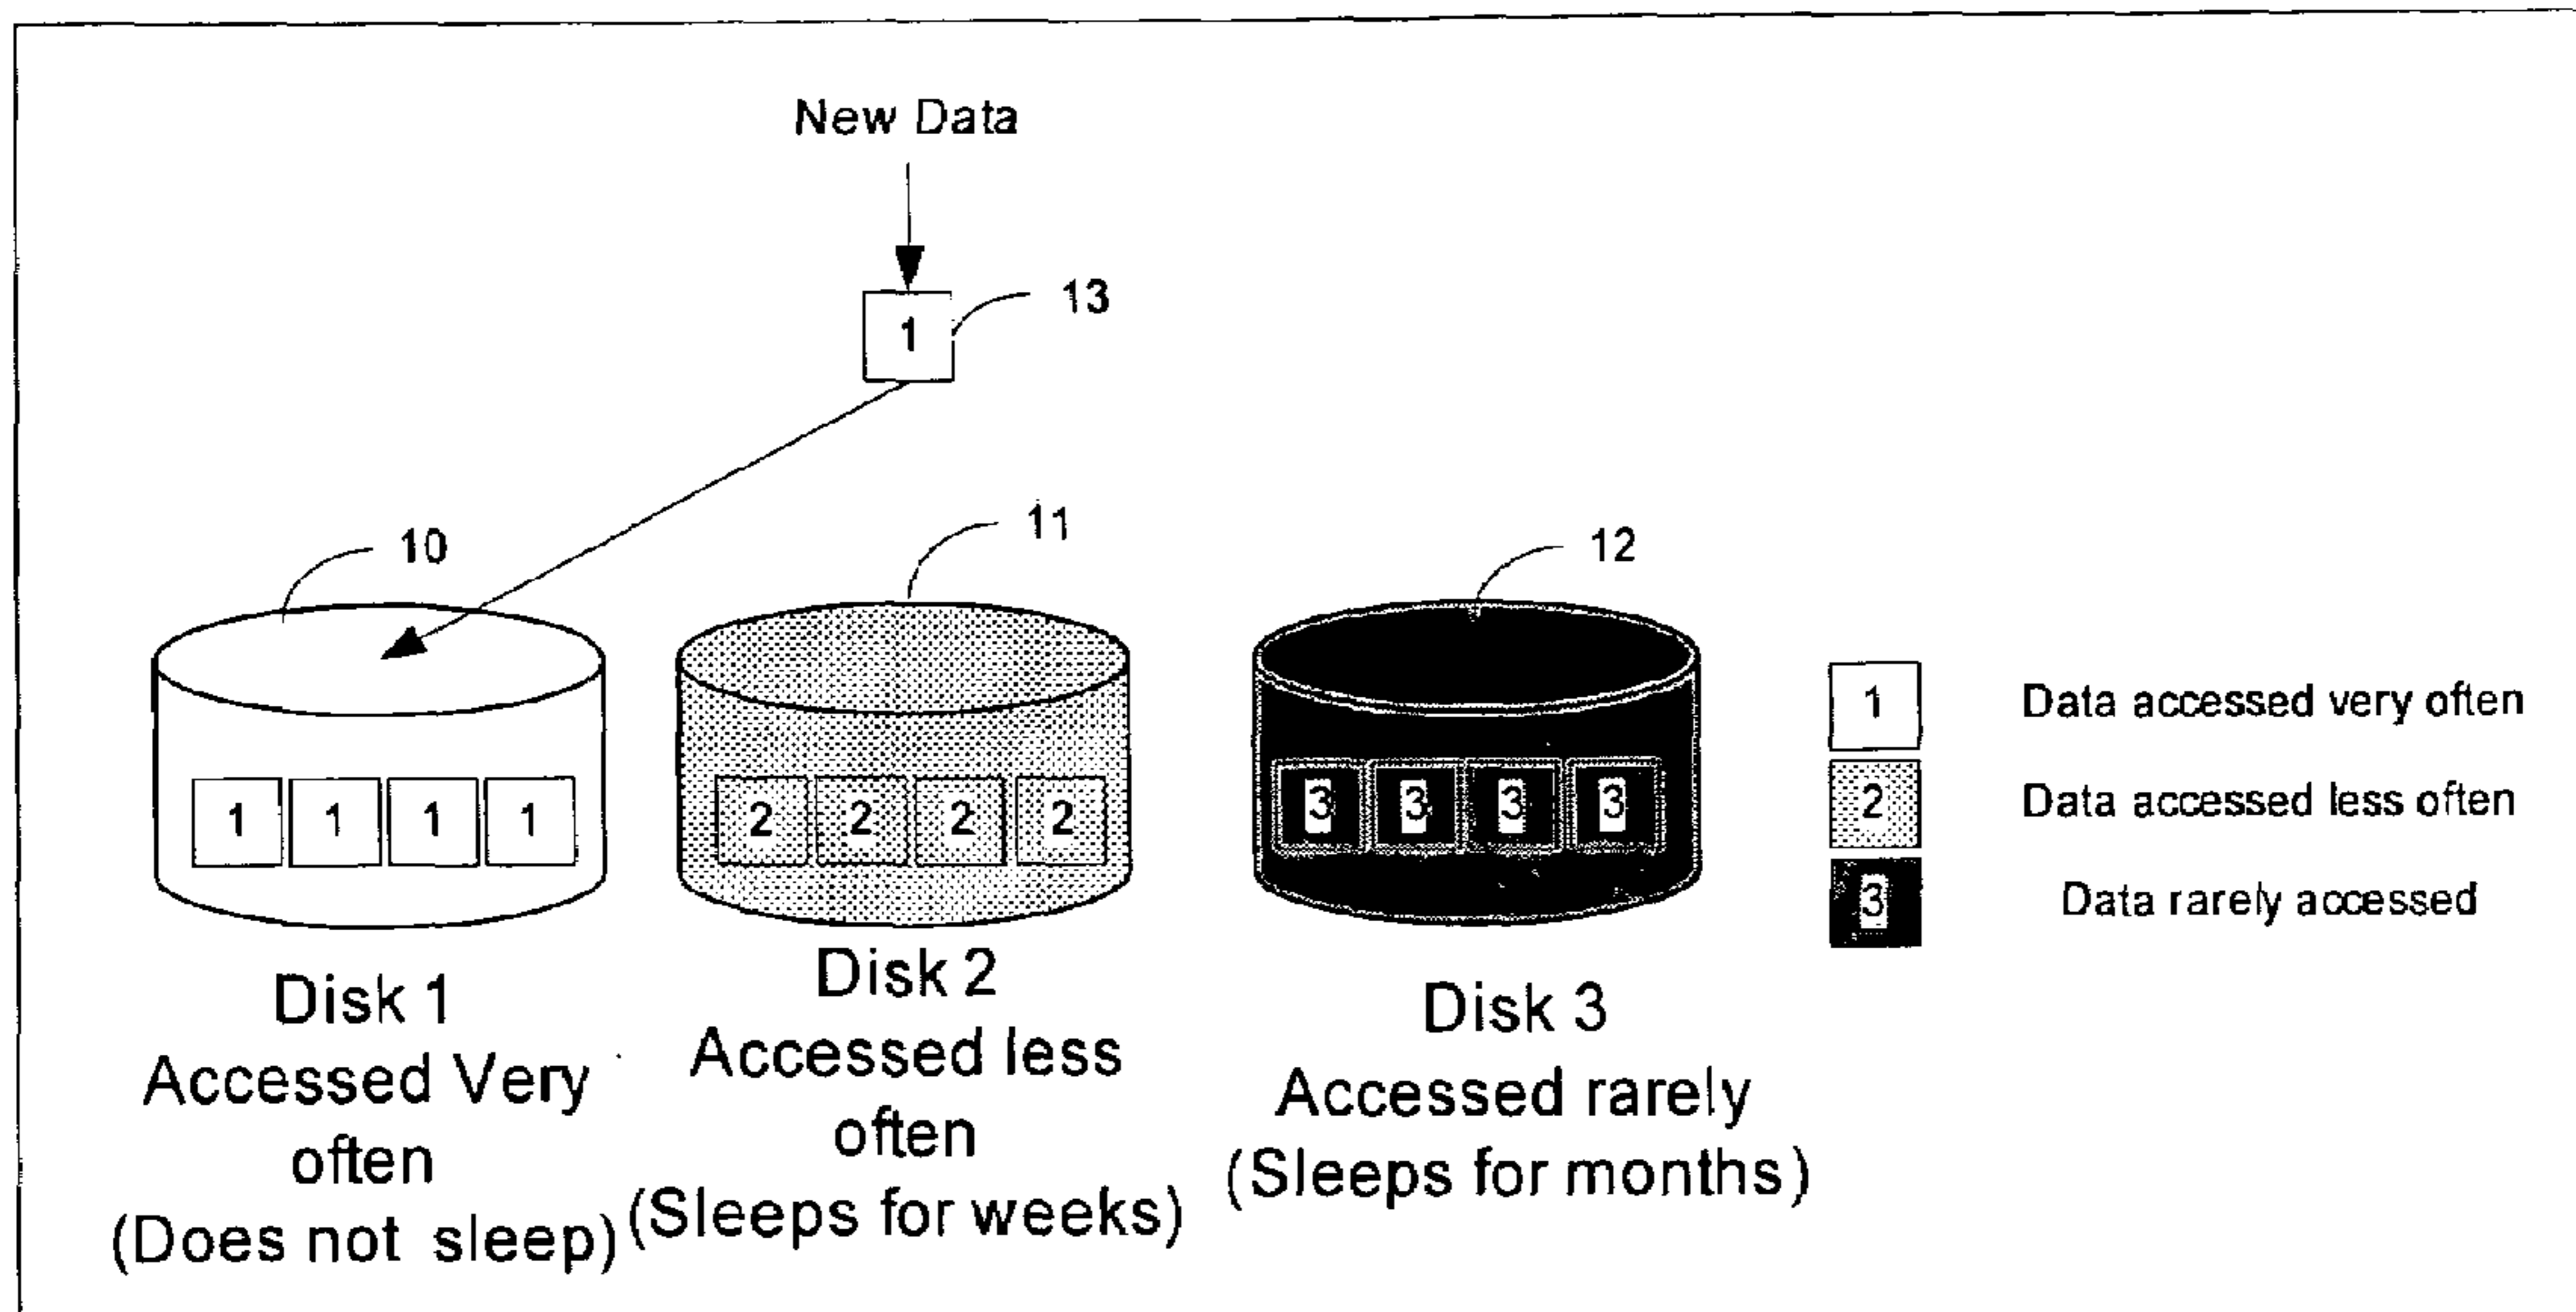 New Data
1
13
10
11
12
1 1 1 1
2 2 2 2
3 3 3 3
1 Data accessed very often
2 Data accessed less often
3 Data rarely accessed
Disk 1
Accessed Very
often
(Does not sleep)
Disk 2
Accessed less
often
(Sleeps for weeks)
Disk 3
Accessed rarely
(Sleeps for months)